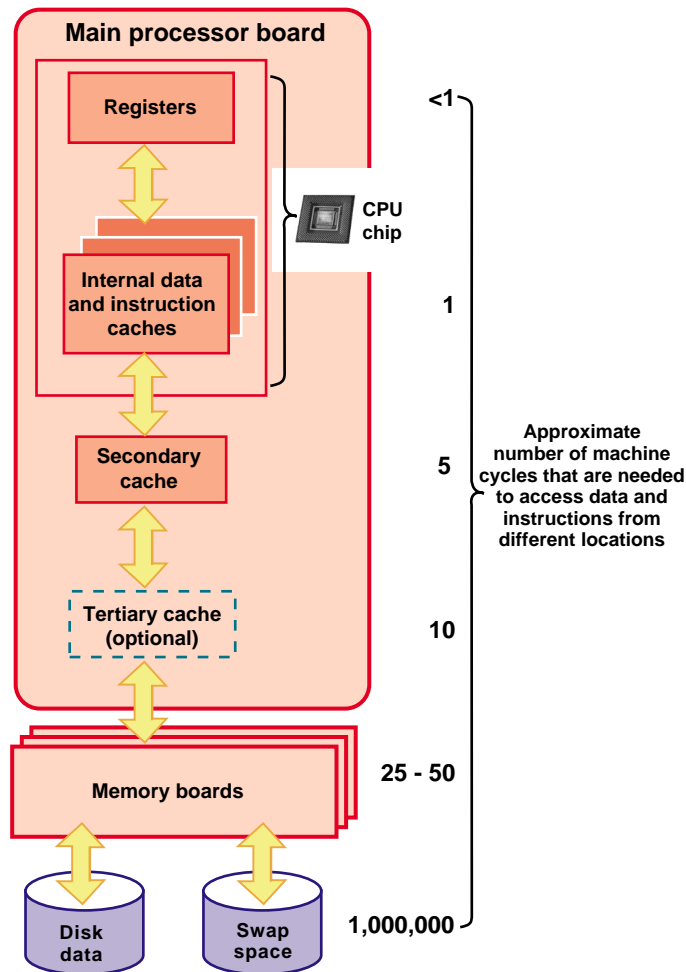 Main processor board
Registers
<1
CPU
chip
Internal data
and instruction
caches
1
Secondary
cache
5
Approximate
number of machine
cycles that are needed
to access data and
instructions from
different locations
Tertiary cache
(optional)
10
Memory boards
25 - 50
Disk
data
Swap
space
1,000,000